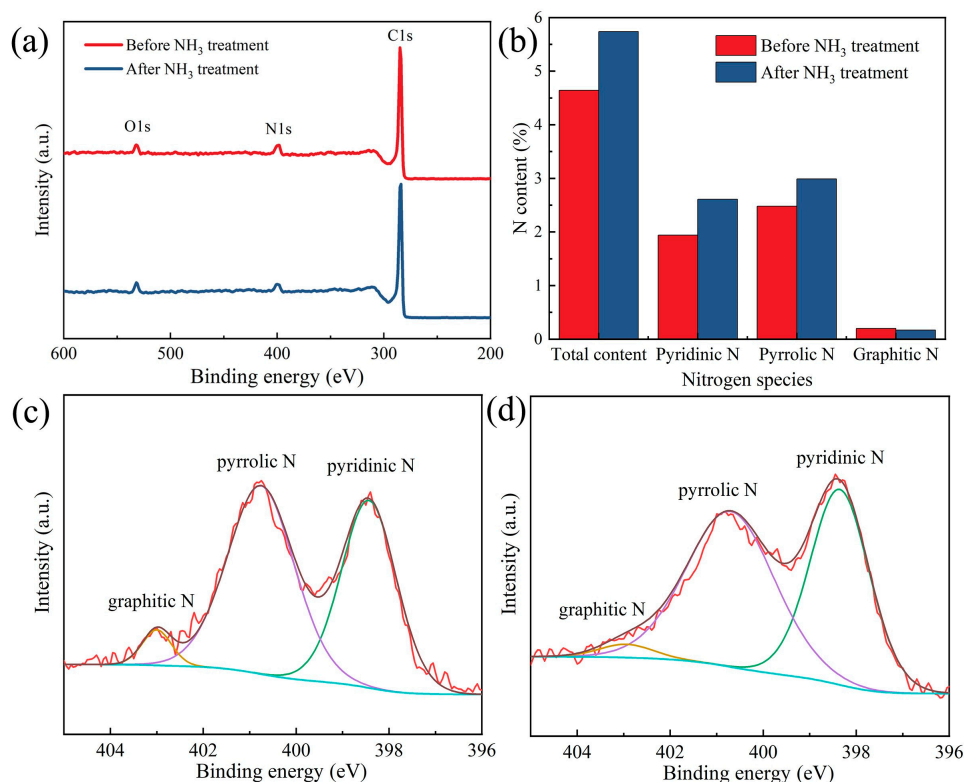 (a)
Before NH₃ treatment
After NH₃ treatment
C1s
O1s
N1s
Intensity (a.u.)
600 500 400 300 200
Binding energy (eV)
(b)
Before NH₃ treatment
After NH₃ treatment
N content (%)
6
5
4
3
2
1
0
Total content Pyridinic N Pyrrolic N Graphitic N
Nitrogen species
(c)
pyrrolic N
pyridinic N
graphitic N
Intensity (a.u.)
404 402 400 398 396
Binding energy (eV)
(d)
pyridinic N
pyrrolic N
graphitic N
Intensity (a.u.)
404 402 400 398 396
Binding energy (eV)